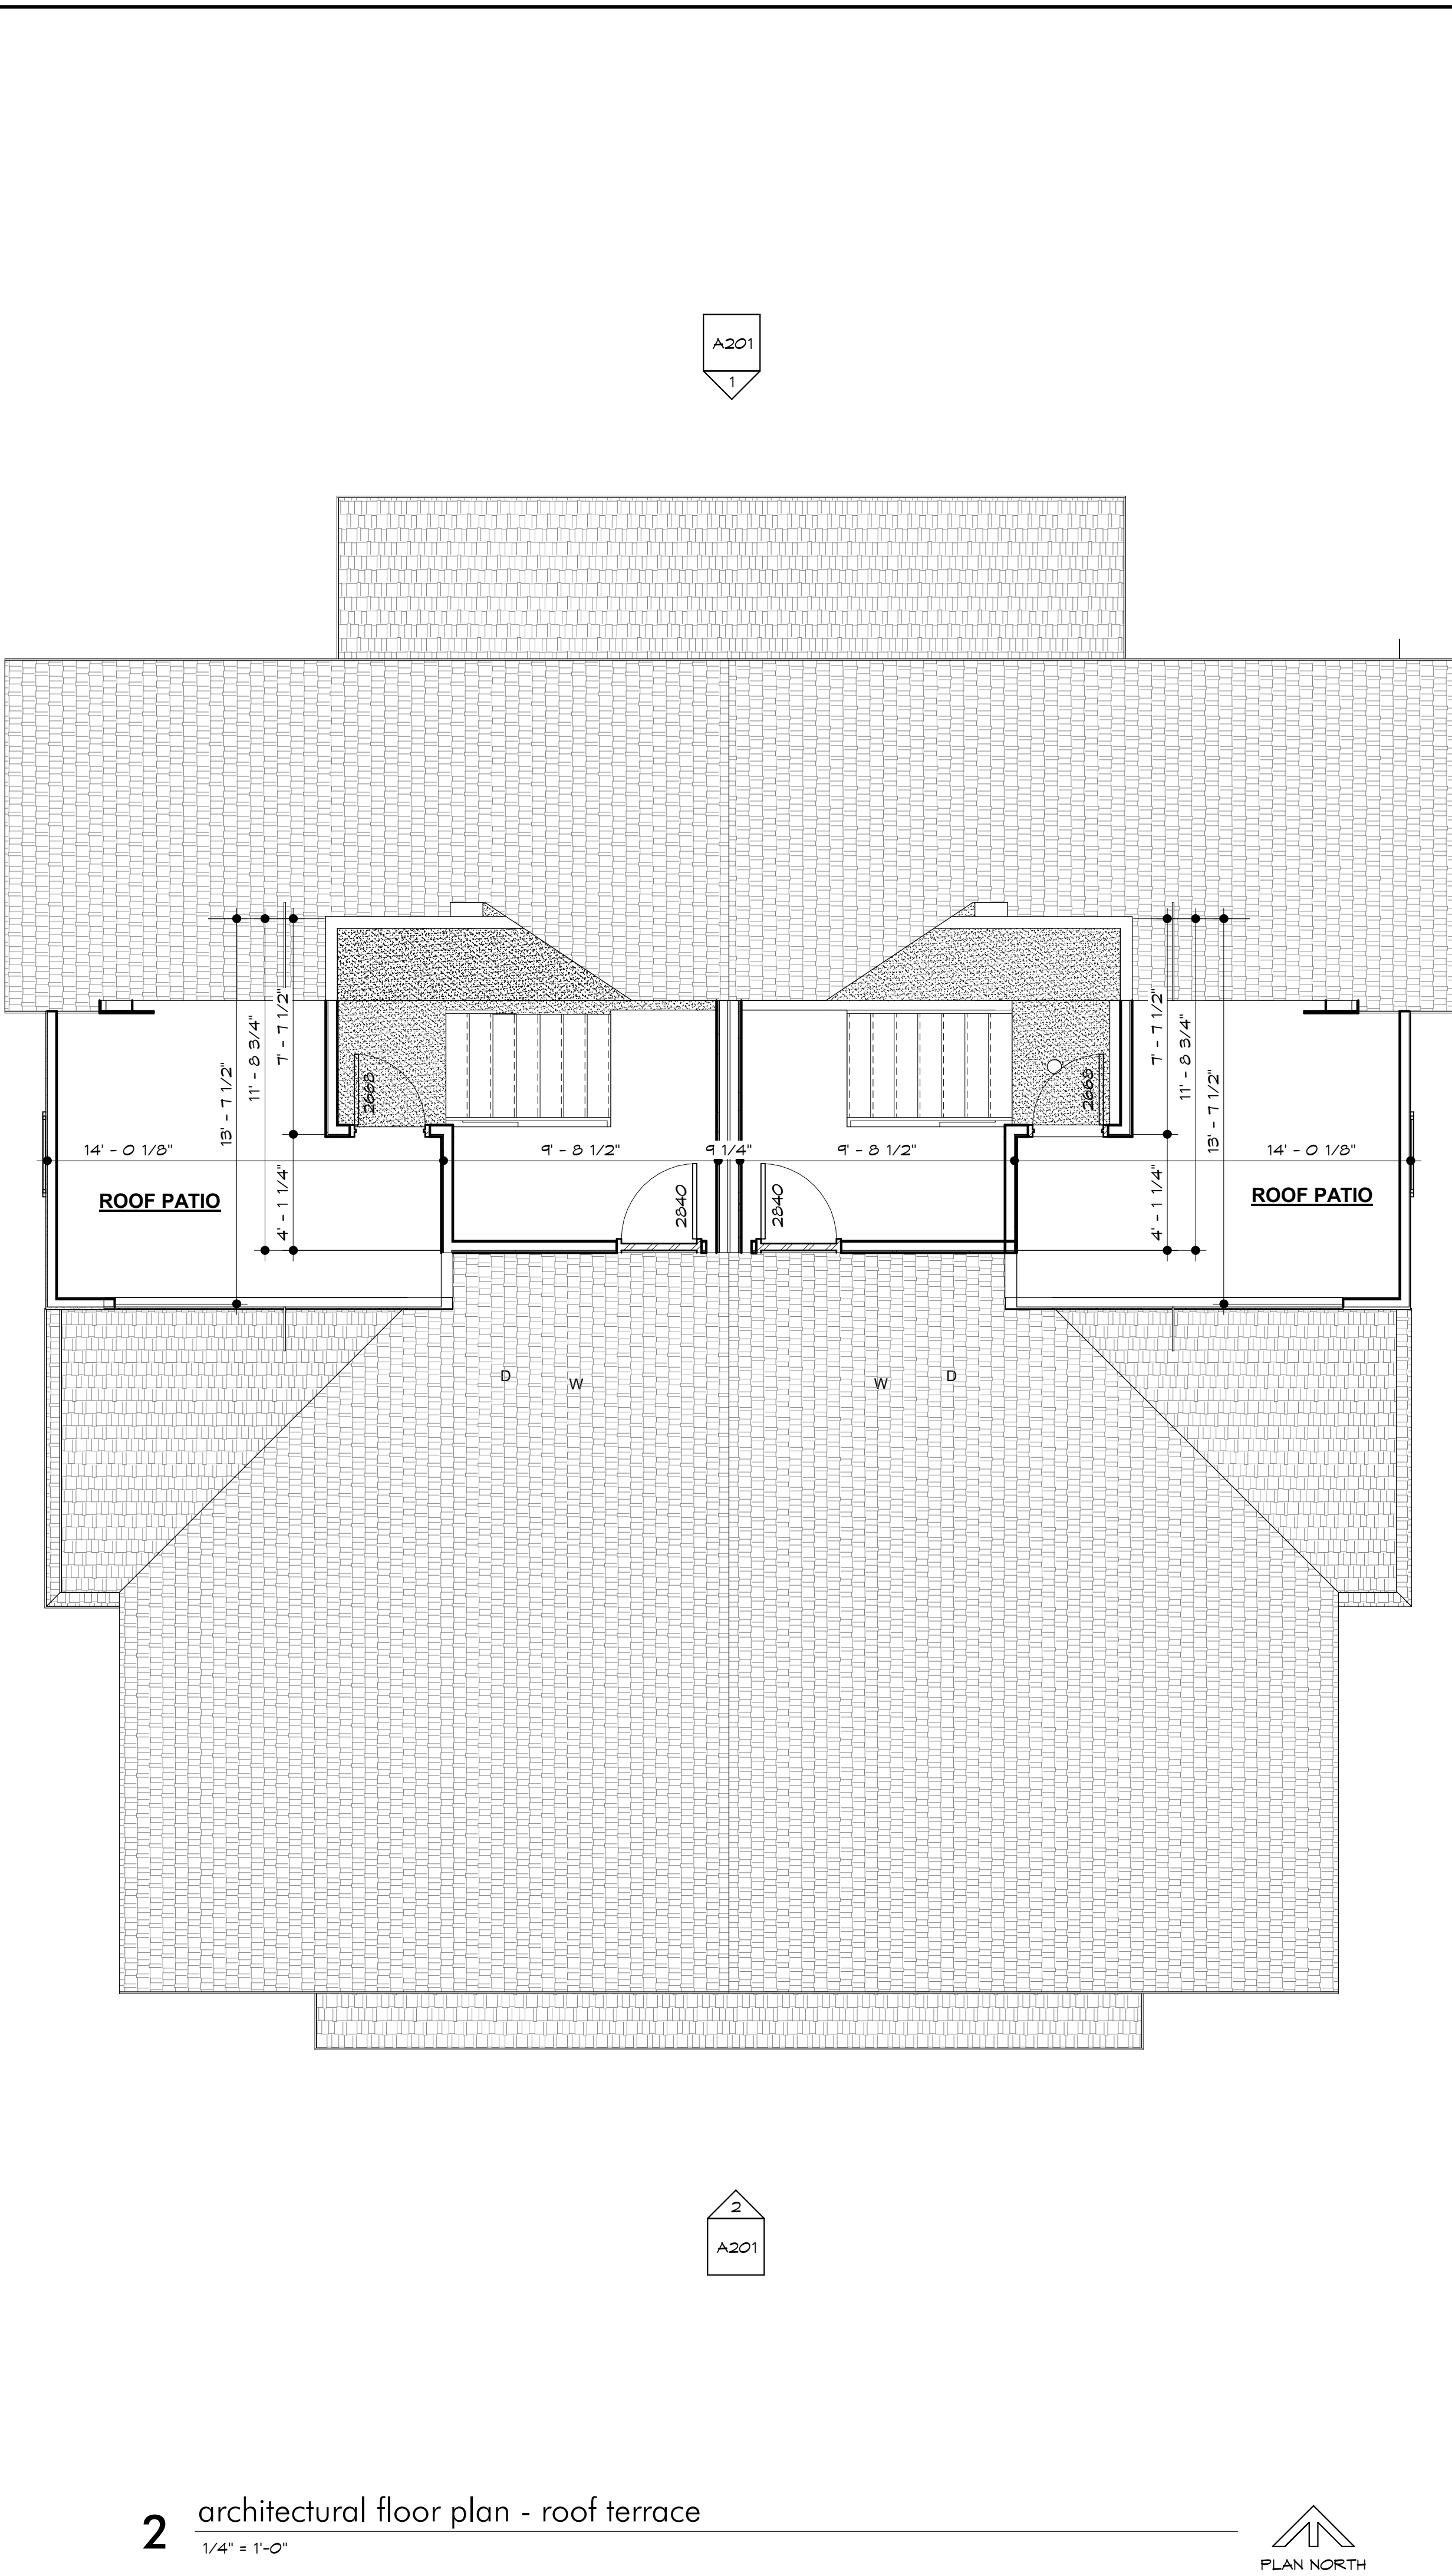 A201
1
7' - 7 1/2"
11' - 8 3/4"
13' - 7 1/2"
2668
4' - 1 1/4"
7' - 7 1/2"
11' - 8 3/4"
13' - 7 1/2"
2668
4' - 1 1/4"
14' - 0 1/8"
9' - 8 1/2"
9 1/4"
9' - 8 1/2"
14' - 0 1/8"
ROOF PATIO
2840
2840
ROOF PATIO
D
W
W
D
2
A201
2
architectural floor plan - roof terrace
1/4" = 1'-0"
PLAN NORTH